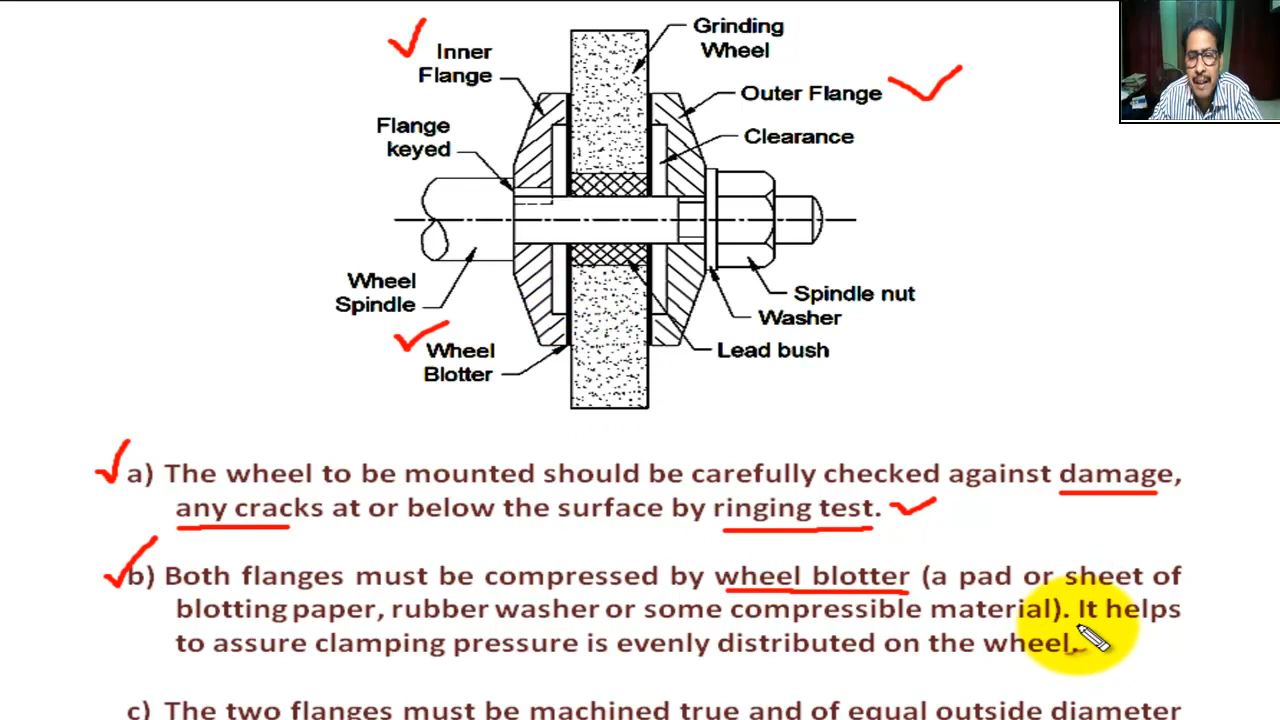 Grinding
Wheel
Inner
Flange
Outer Flange
Flange
keyed
Clearance
Wheel
Spindle
Spindle nut
Washer
Wheel
Blotter
Lead bush
a) The wheel to be mounted should be carefully checked against damage,
any cracks at or below the surface by ringing test.
b) Both flanges must be compressed by wheel blotter (a pad or sheet of
blotting paper, rubber washer or some compressible material). It helps
to assure clamping pressure is evenly distributed on the wheel.
c) The two flanges must be machined true and of equal outside diameter